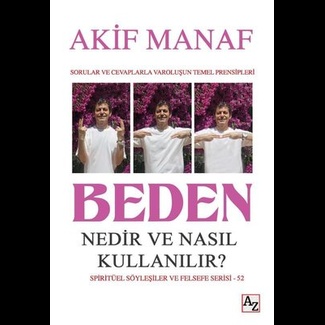 AKİF MANAF
SORULAR VE CEVAPLARLA VAROLUŞUN TEMEL PRENSİPLERİ
BEDEN
NEDİR VE NASIL
KULLANILIR?
SPİRİTÜEL SÖYLEŞİLER VE FELSEFE SERİSİ - 52
AZ